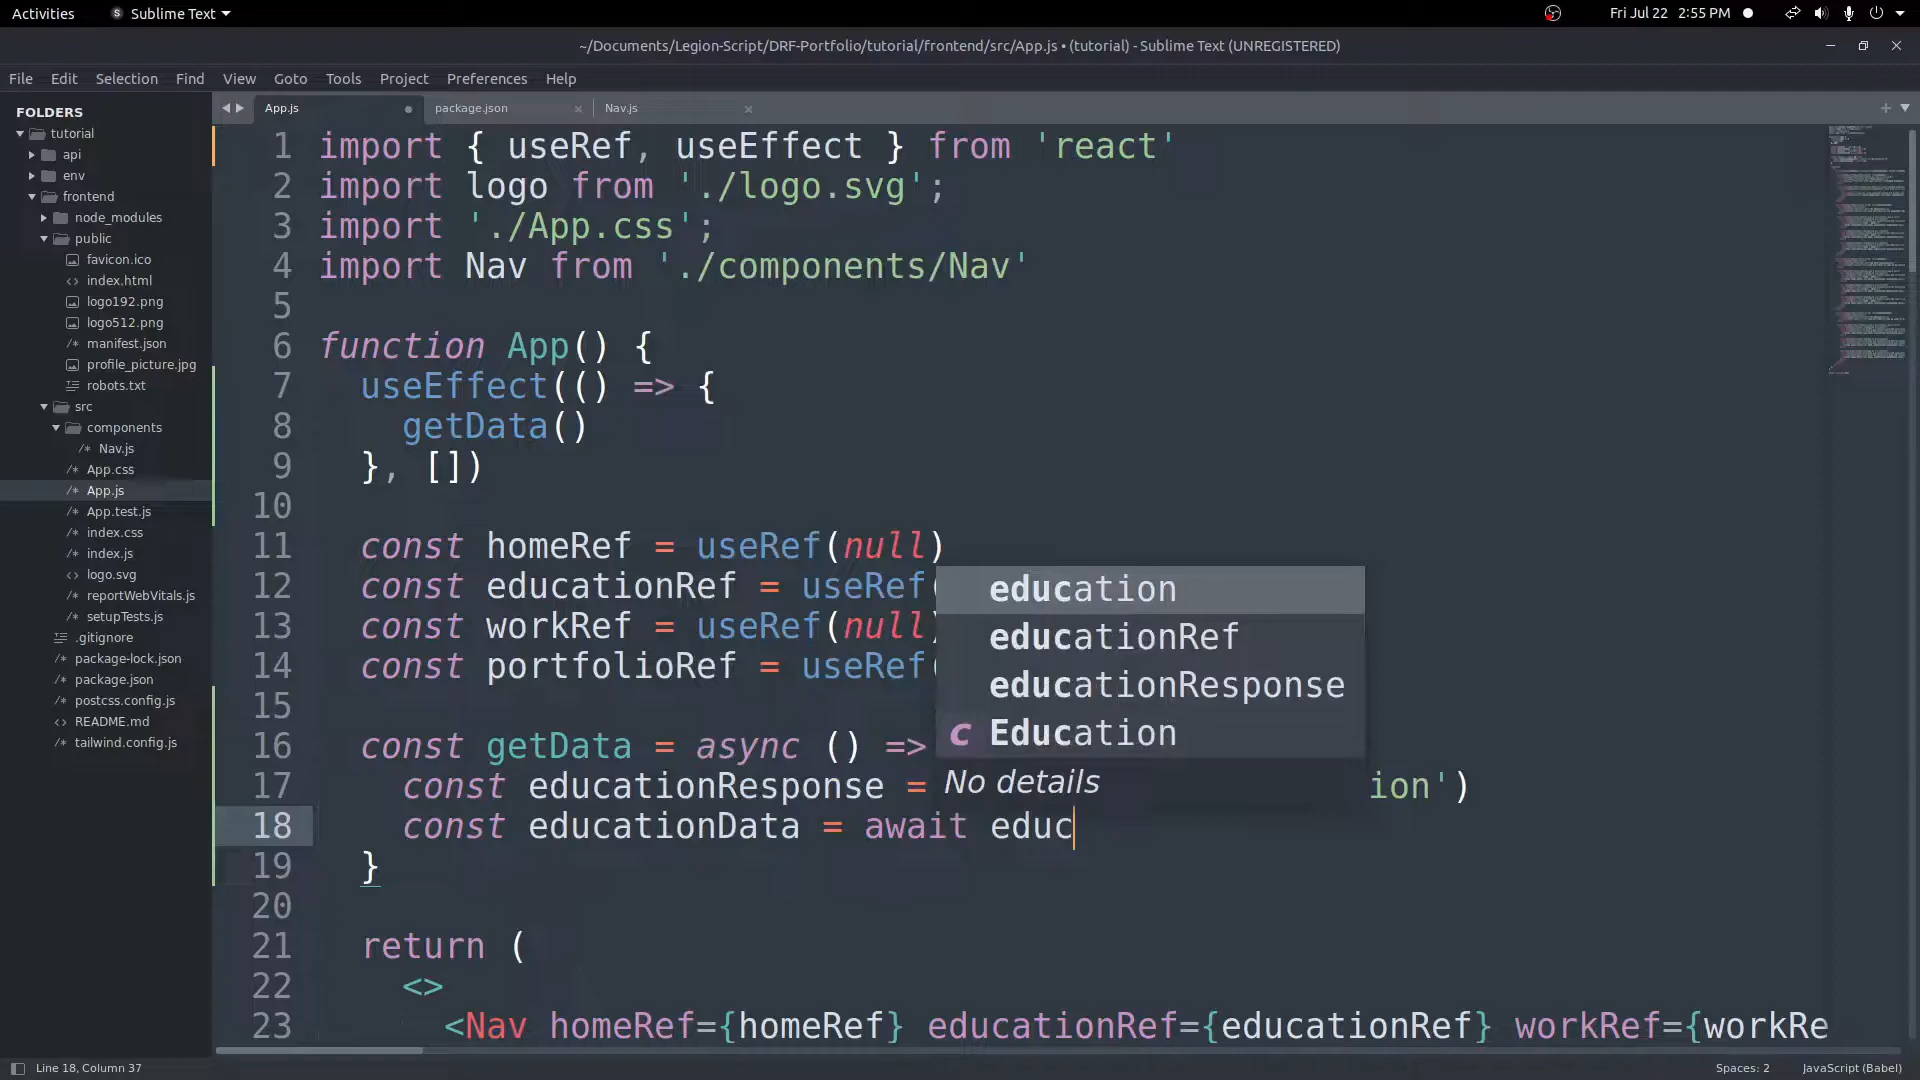 Activities
Sublime Text
Fri Jul 22 2:55 PM
~/Documents/Legion-Script/DRF-Portfolio/tutorial/frontend/src/App.js • (tutorial) - Sublime Text (UNREGISTERED)
File Edit Selection Find View Goto Tools Project Preferences Help
FOLDERS
tutorial
api
env
frontend
node_modules
public
favicon.ico
index.html
logo192.png
logo512.png
manifest.json
profile_picture.jpg
robots.txt
src
components
Nav.js
App.css
App.js
App.test.js
index.css
index.js
logo.svg
reportWebVitals.js
setupTests.js
.gitignore
package-lock.json
package.json
postcss.config.js
README.md
tailwind.config.js
App.js
package.json
Nav.js
1 import { useRef, useEffect } from 'react'
2 import logo from './logo.svg';
3 import './App.css';
4 import Nav from './components/Nav'
5
6 function App() {
7 useEffect(() => {
8 getData()
9 }, [])
10
11 const homeRef = useRef(null)
12 const educationRef = useRef(
13 const workRef = useRef(null)
14 const portfolioRef = useRef(
15
16 const getData = async () =>
17 const educationResponse = ion')
18 const educationData = await educ
19 }
20
21 return (
22 <>
23 <Nav homeRef={homeRef} educationRef={educationRef} workRef={workRe
education
educationRef
educationResponse
c Education
No details
Line 18, Column 37
Spaces: 2
JavaScript (Babel)